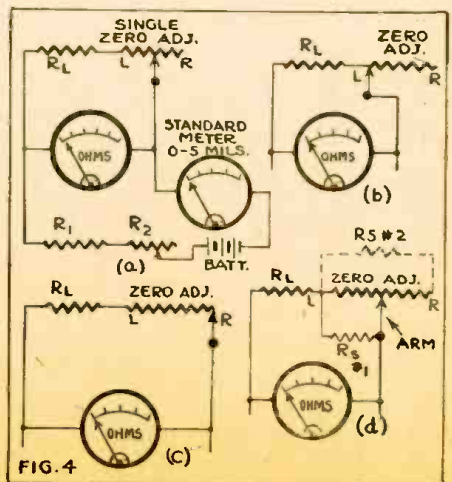 SINGLE
ZERO ADJ.
RL L R
OHMS
STANDARD
METER
0-5 MILS.
R1 R2
(a) BATT.
ZERO
ADJ.
RL L R
OHMS
(b)
RL ZERO ADJ.
L R
OHMS
(c)
FIG. 4
RS #2
RL ZERO ADJ.
L R
RS
#1
ARM
OHMS
(d)